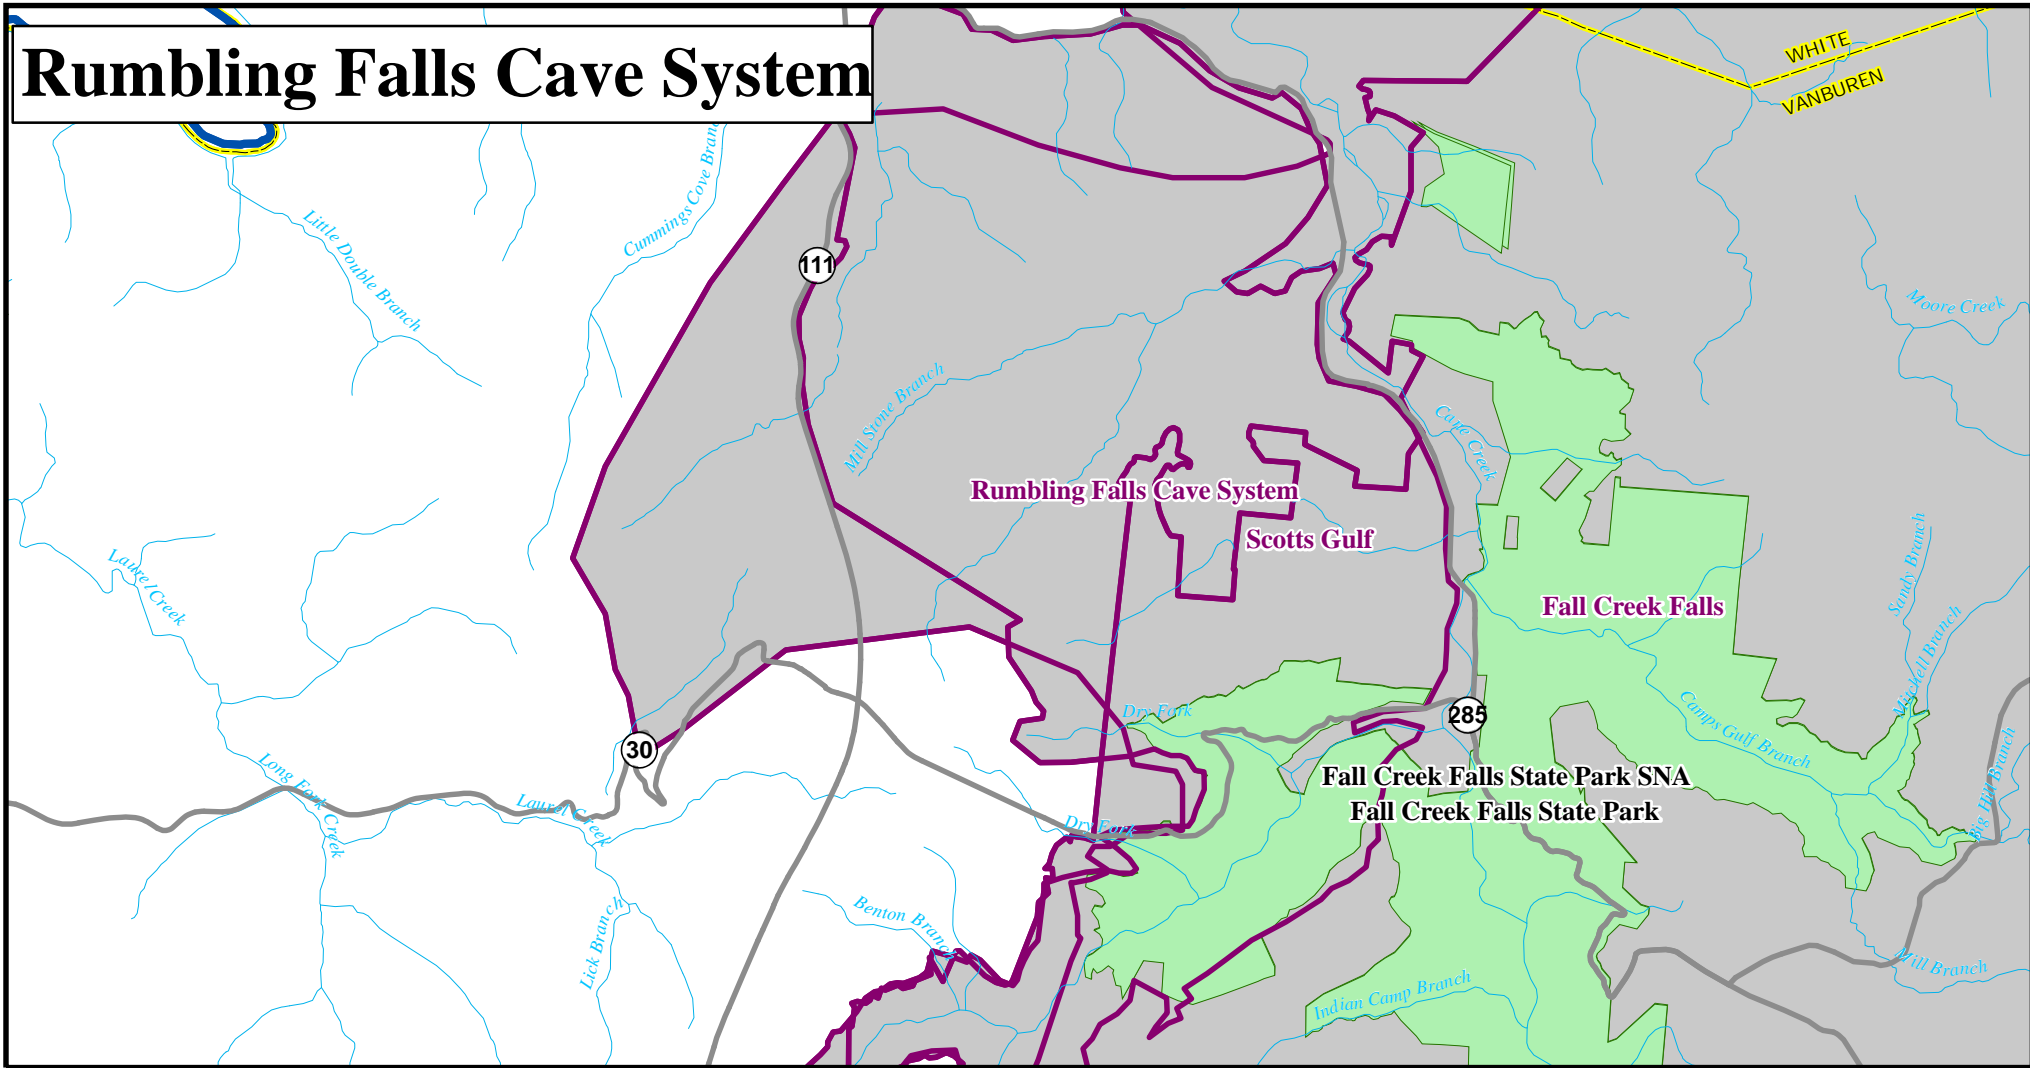 Rumbling Falls Cave System
WHITE
VANBUREN
Cummings Cove Branc
Little Double Branch
111
Moore Creek
Mill Stone Branch
Cane Creek
Rumbling Falls Cave System
Scotts Gulf
Sandy Branch
Laurel Creek
Fall Creek Falls
Mitchell Branch
Dry Fork
285
Camps Gulf Branch
30
Long Fork Creek
Laurel Creek
Fall Creek Falls State Park SNA
Fall Creek Falls State Park
Big Hill Branch
Dry Fork
Benton Branch
Lick Branch
Mill Branch
Indian Camp Branch